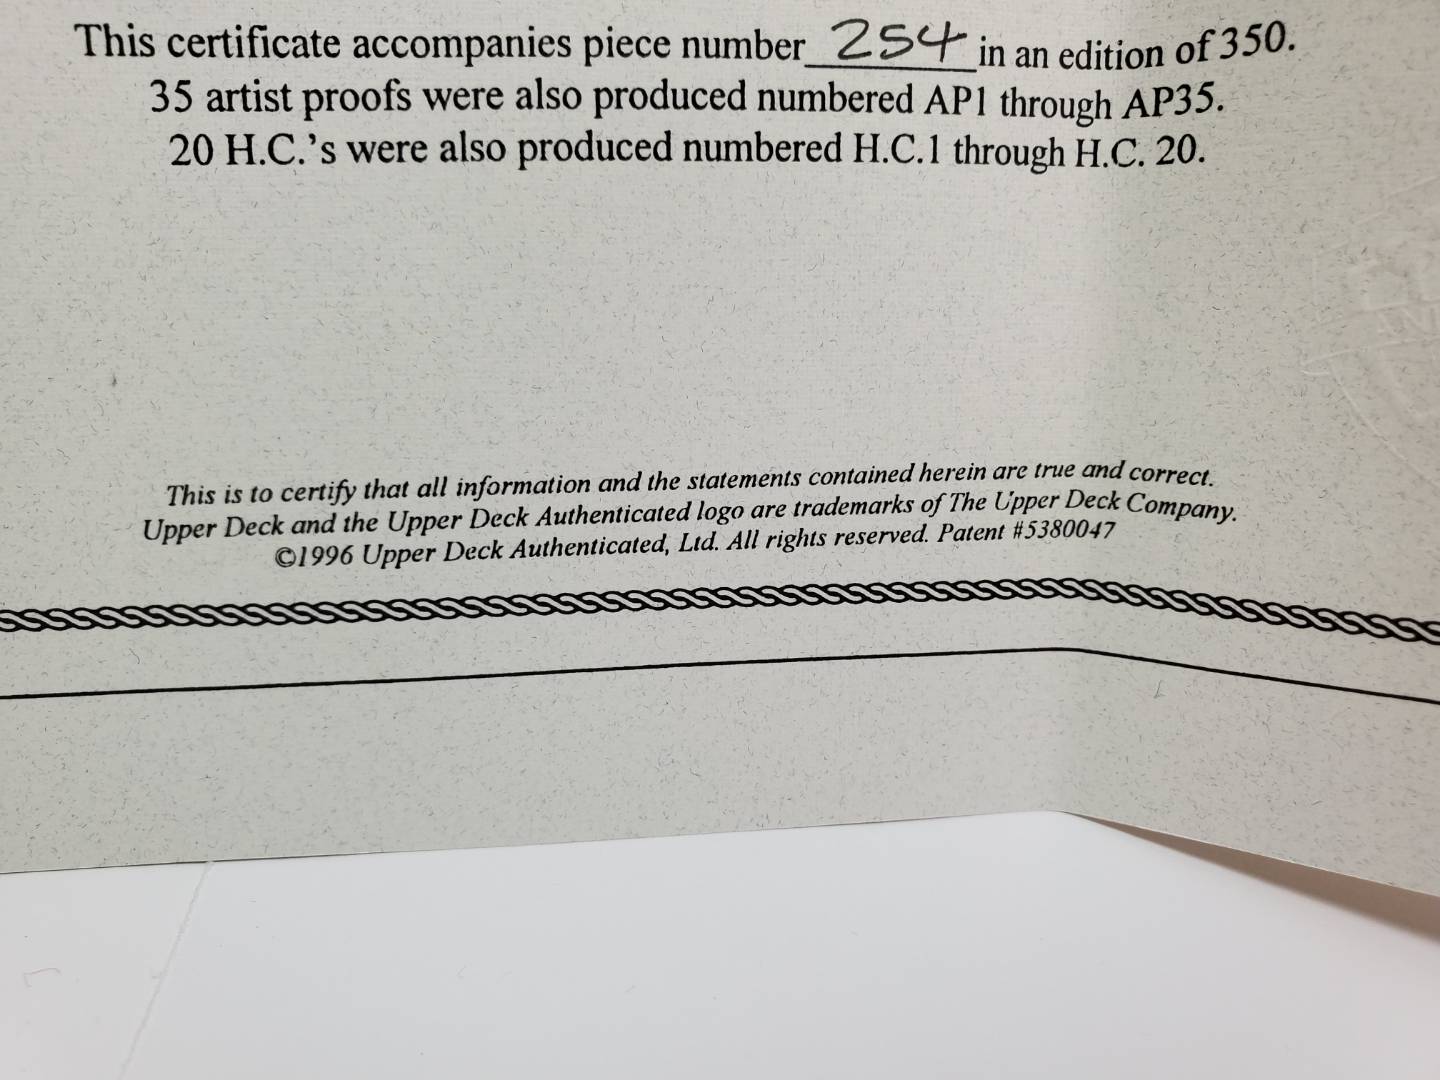 This certificate accompanies piece number 254 in an edition of 350.
35 artist proofs were also produced numbered AP1 through AP35.
20 H.C.'s were also produced numbered H.C.1 through H.C. 20.
This is to certify that all information and the statements contained herein are true and correct.
Upper Deck and the Upper Deck Authenticated logo are trademarks of The Upper Deck Company.
©1996 Upper Deck Authenticated, Ltd. All rights reserved. Patent #5380047